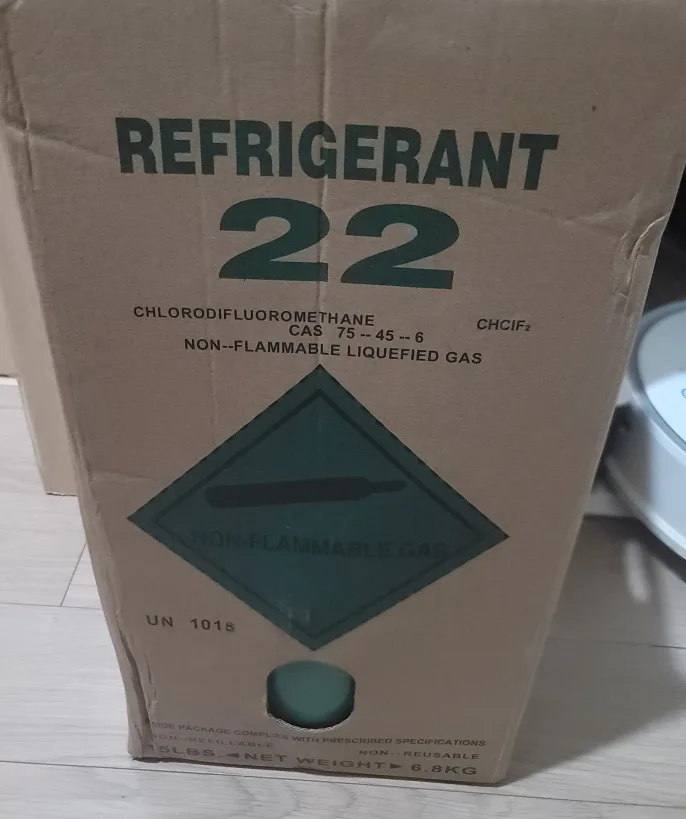 REFRIGERANT
22
CHLORODIFLUOROMETHANE CHClF₂
CAS 75 -- 45 -- 6
NON--FLAMMABLE LIQUEFIED GAS
NON-FLAMMABLE GAS
UN 1018
PACKAGE COMPLIES WITH PRESCRIBED SPECIFICATIONS
NON--REFILLABLE NON--REUSABLE
15LBS. ◄NET WEIGHT► 6.8KG